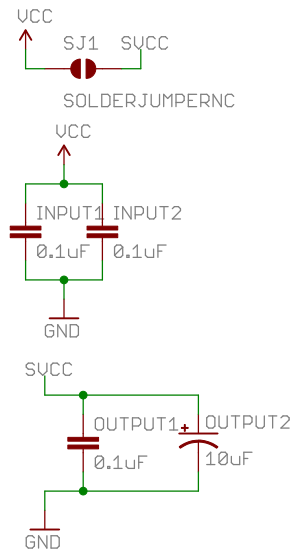 VCC
SJ1 SVCC
SOLDERJUMPERNC
VCC
INPUT1 INPUT2
0.1uF 0.1uF
GND
SVCC
OUTPUT1 + OUTPUT2
0.1uF 10uF
GND